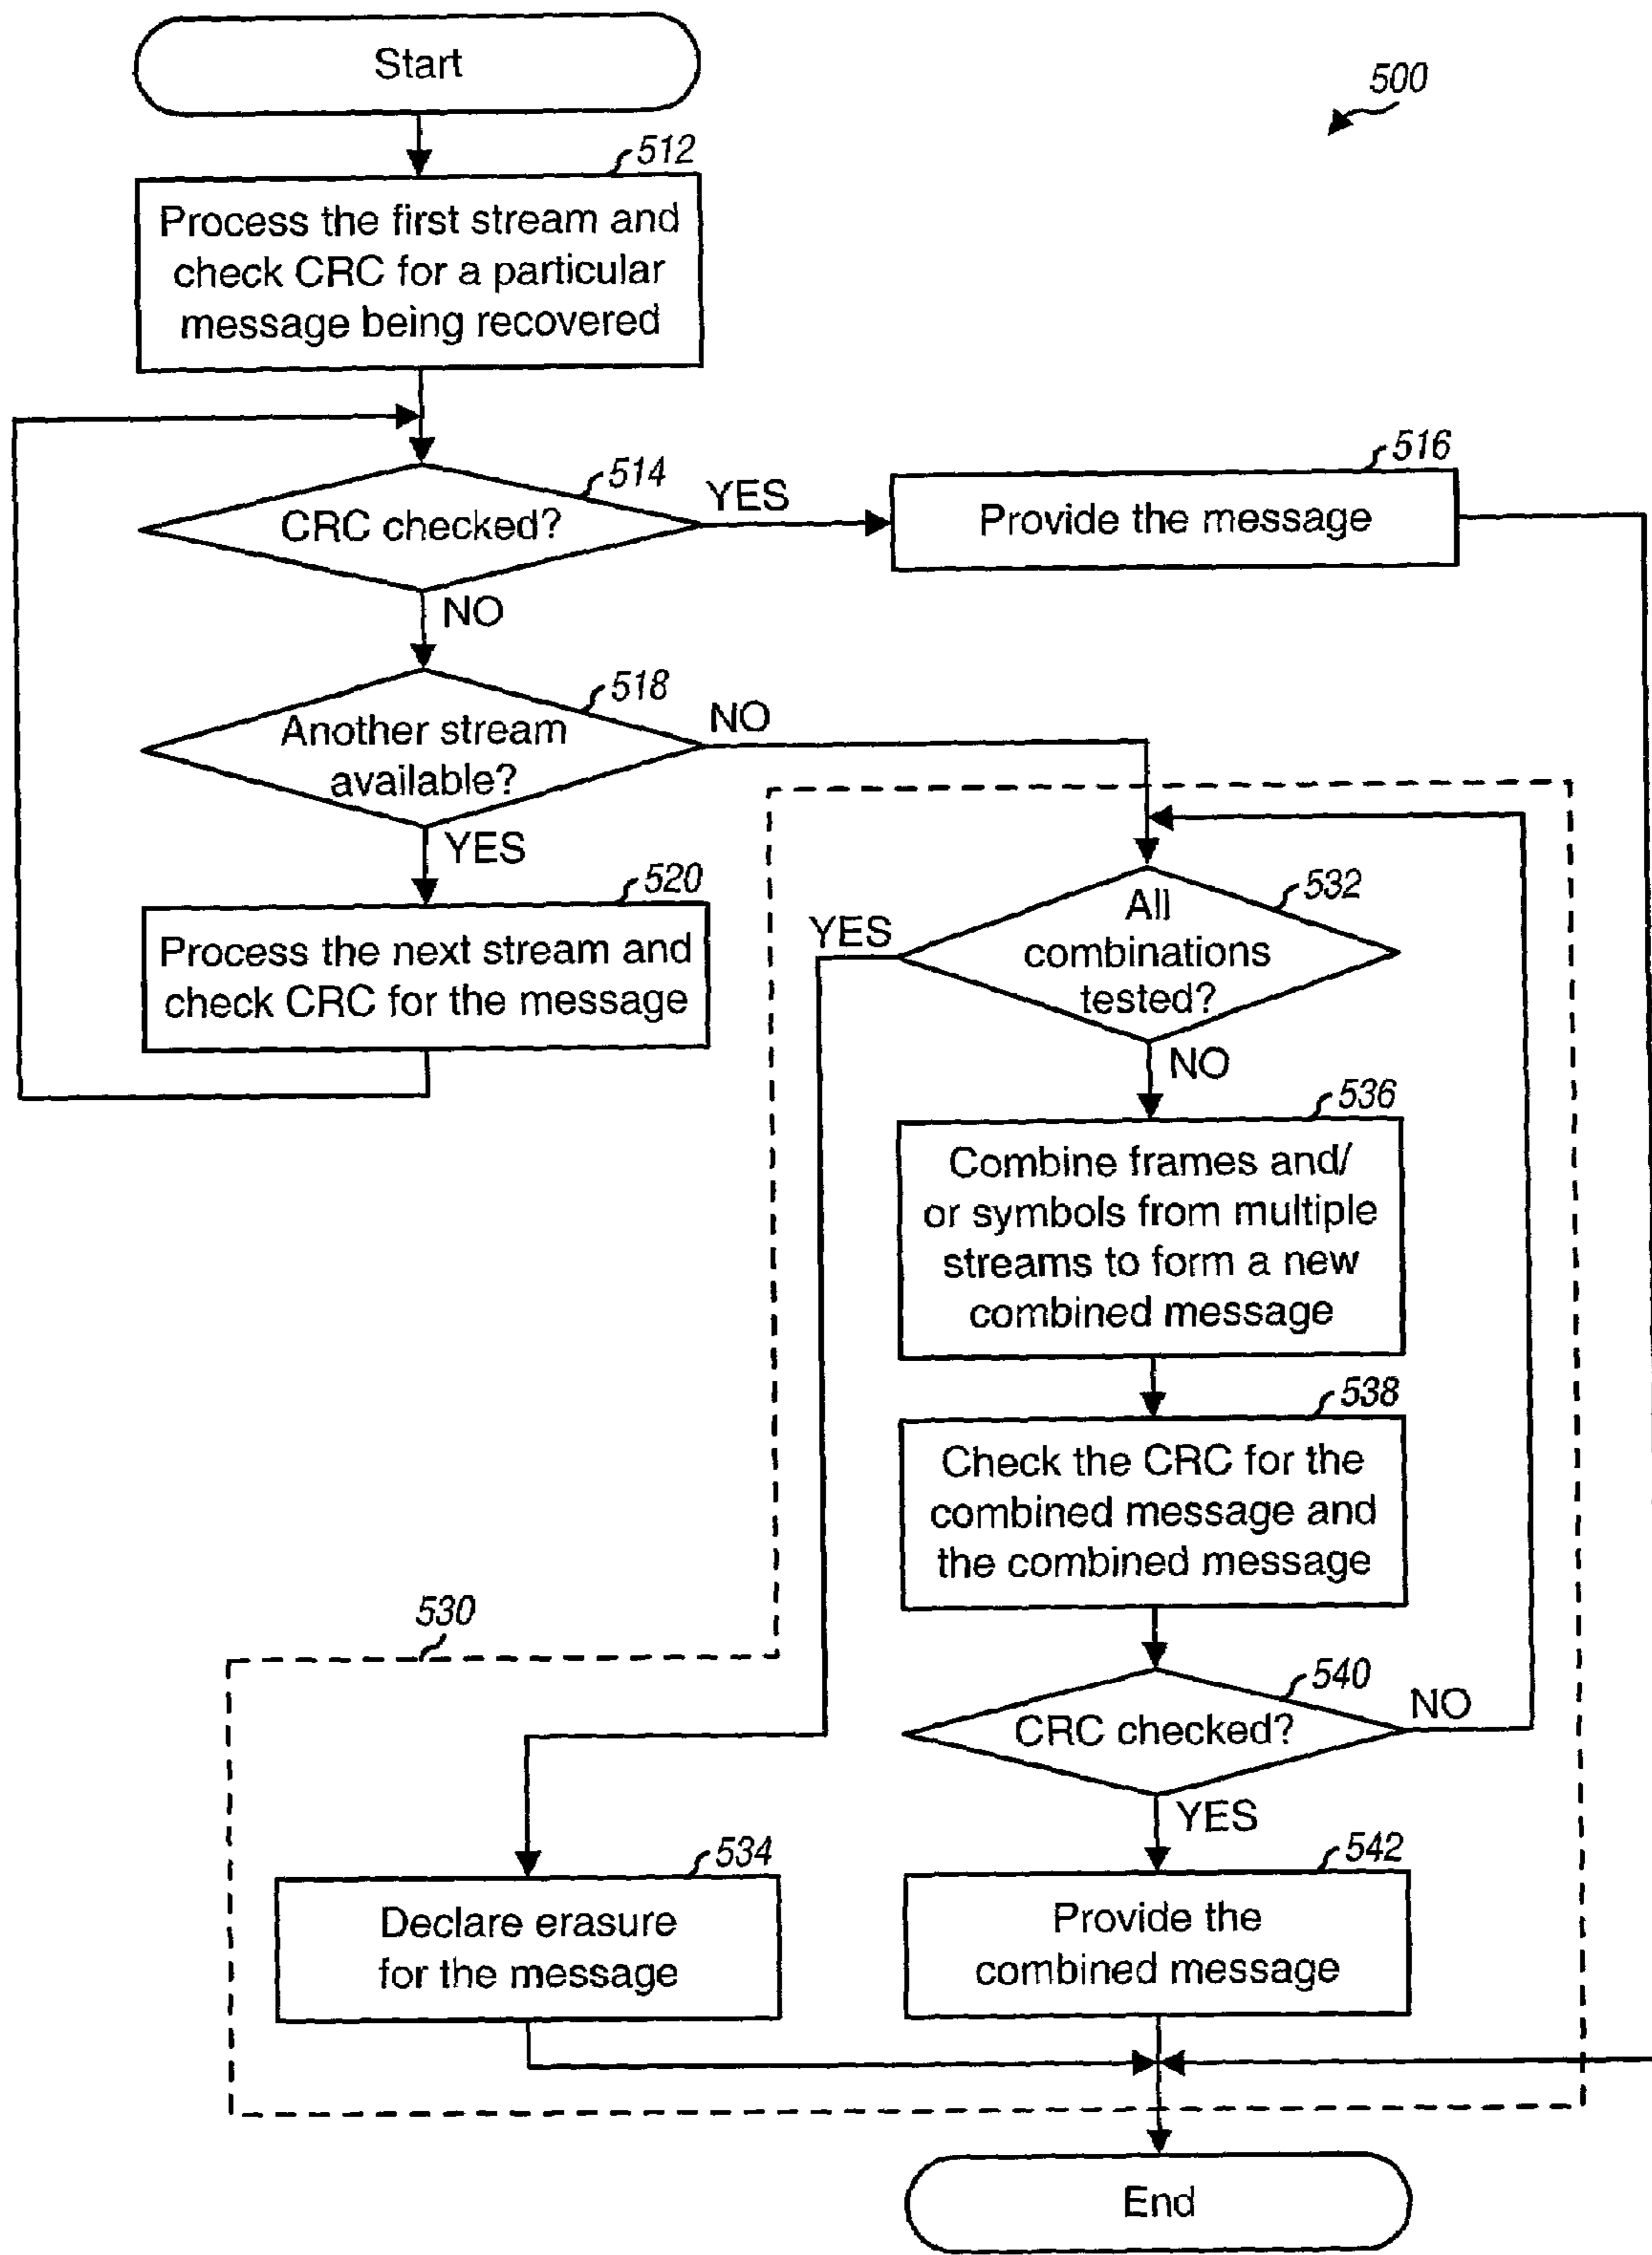 Start
500
512
Process the first stream and
check CRC for a particular
message being recovered
514
CRC checked?
YES
NO
516
Provide the message
518
Another stream
available?
NO
YES
520
Process the next stream and
check CRC for the message
532
All
combinations
tested?
YES
NO
536
Combine frames and/
or symbols from multiple
streams to form a new
combined message
538
Check the CRC for the
combined message and
the combined message
530
540
CRC checked?
NO
YES
534
Declare erasure
for the message
542
Provide the
combined message
End